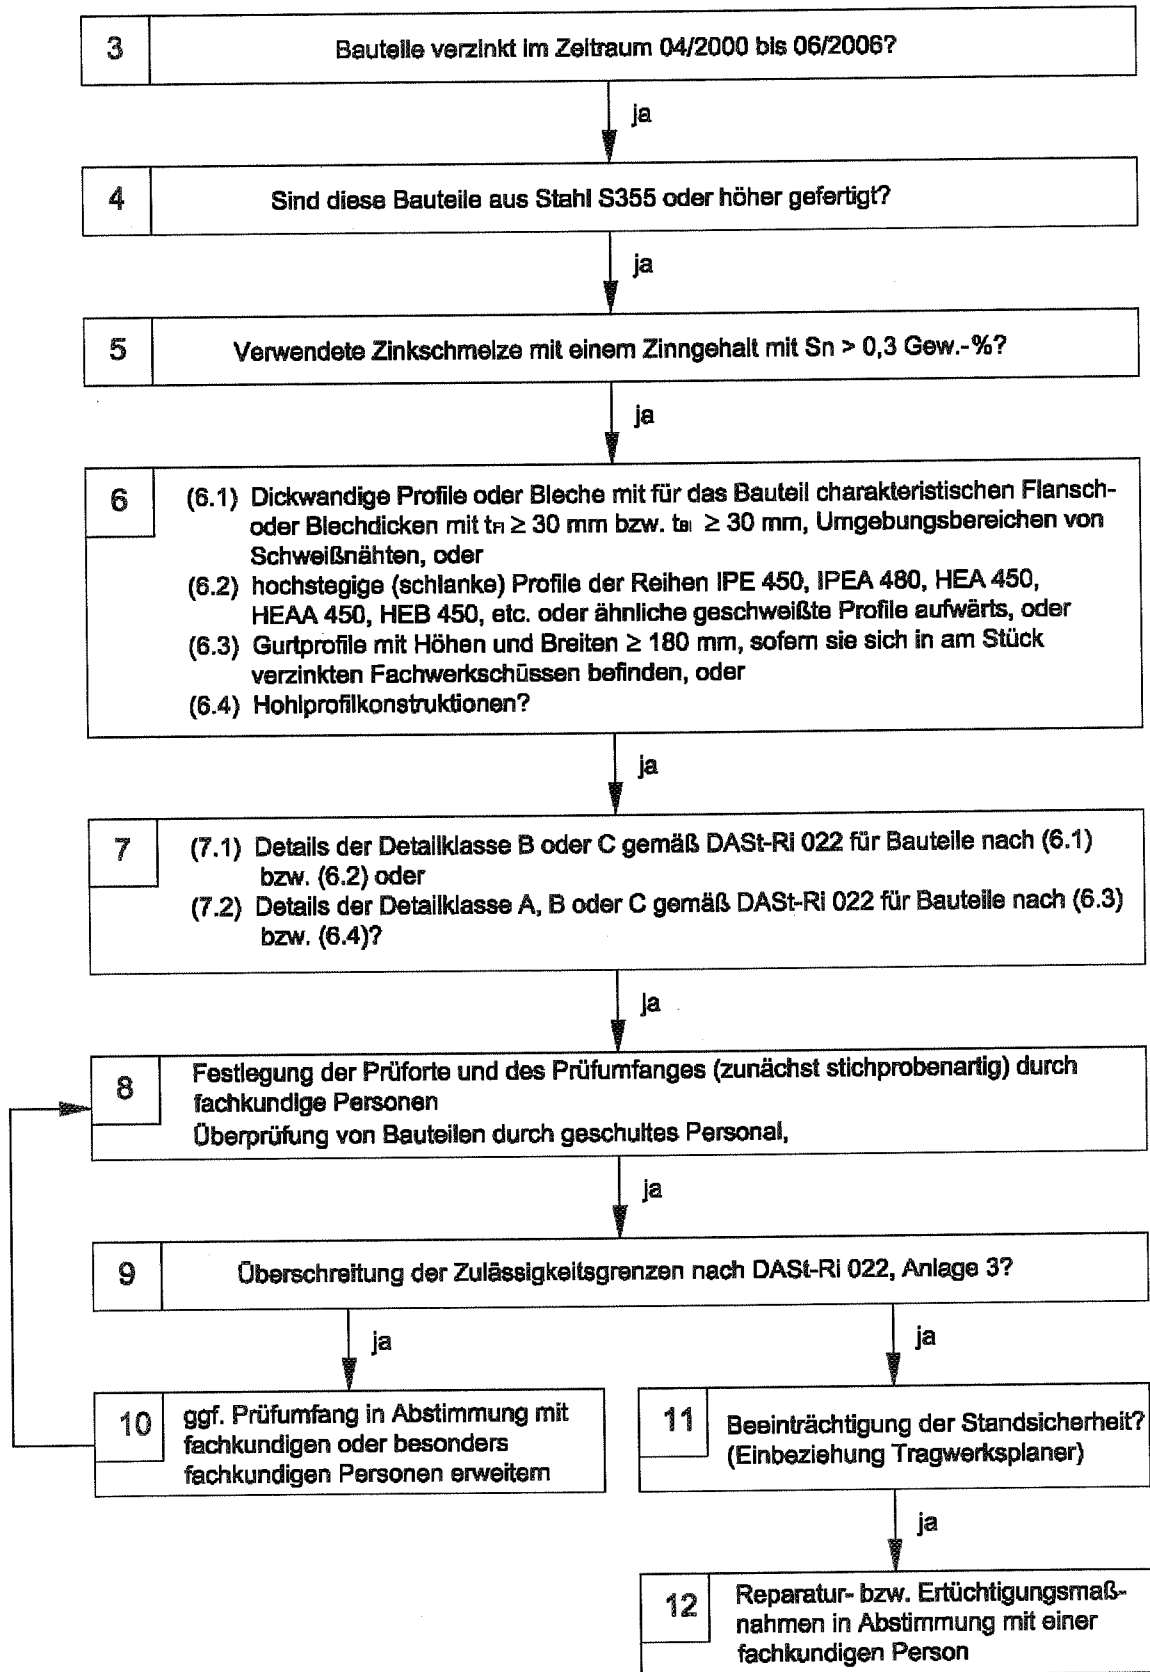 3
Bauteile verzinkt im Zeitraum 04/2000 bis 06/2006?
ja
4
Sind diese Bauteile aus Stahl S355 oder höher gefertigt?
ja
5
Verwendete Zinkschmelze mit einem Zinngehalt mit Sn > 0,3 Gew.-%?
ja
6
(6.1) Dickwandige Profile oder Bleche mit für das Bauteil charakteristischen Flansch-
oder Blechdicken mit tFl ≥ 30 mm bzw. tBl ≥ 30 mm, Umgebungsbereichen von
Schweißnähten, oder
(6.2) hochstegige (schlanke) Profile der Reihen IPE 450, IPEA 480, HEA 450,
HEAA 450, HEB 450, etc. oder ähnliche geschweißte Profile aufwärts, oder
(6.3) Gurtprofile mit Höhen und Breiten ≥ 180 mm, sofern sie sich in am Stück
verzinkten Fachwerkschüssen befinden, oder
(6.4) Hohlprofilkonstruktionen?
ja
7
(7.1) Details der Detailklasse B oder C gemäß DASt-Ri 022 für Bauteile nach (6.1)
bzw. (6.2) oder
(7.2) Details der Detailklasse A, B oder C gemäß DASt-Ri 022 für Bauteile nach (6.3)
bzw. (6.4)?
ja
8
Festlegung der Prüforte und des Prüfumfanges (zunächst stichprobenartig) durch
fachkundige Personen
Überprüfung von Bauteilen durch geschultes Personal,
ja
9
Überschreitung der Zulässigkeitsgrenzen nach DASt-Ri 022, Anlage 3?
ja
ja
10
ggf. Prüfumfang in Abstimmung mit
fachkundigen oder besonders
fachkundigen Personen erweitern
11
Beeinträchtigung der Standsicherheit?
(Einbeziehung Tragwerksplaner)
ja
12
Reparatur- bzw. Ertüchtigungsmaß-
nahmen in Abstimmung mit einer
fachkundigen Person